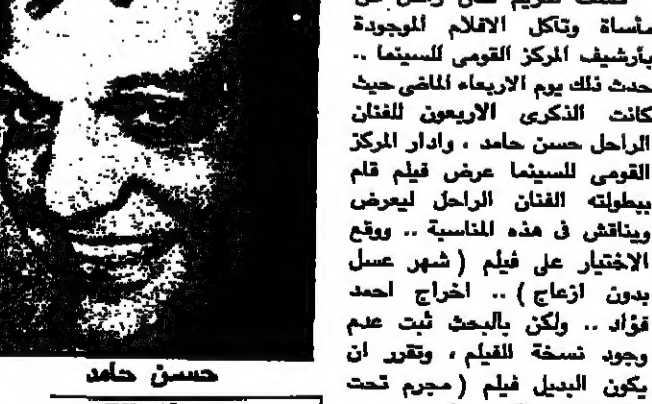 مأساة وتآكل الافلام الموجودة
بأرشيف المركز القومى للسينما ..
حدث ذلك يوم الاربعاء الماضى حيث
كانت الذكرى الاربعون للفنان
الراحل حسن حامد ، وادار المركز
القومى للسينما عرض فيلم قام
ببطولته الفنان الراحل ليعرض
ويناقش فى هذه المناسبة .. ووقع
الاختيار على فيلم ( شهر عسل
بدون ازعاج ) .. اخراج احمد
فؤاد .. ولكن بالبحث ثبت عدم
وجود نسخة للفيلم ، وتقرر ان
يكون البديل فيلم ( مجرم تحت
حسن حامد